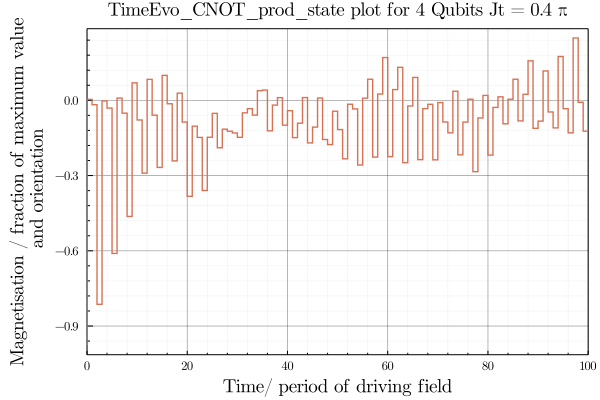 TimeEvo_CNOT_prod_state plot for 4 Qubits Jt = 0.4 π
Magnetisation / fraction of maximum value
and orientation
0.0
−0.3
−0.6
−0.9
0
20
40
60
80
100
Time/ period of driving field